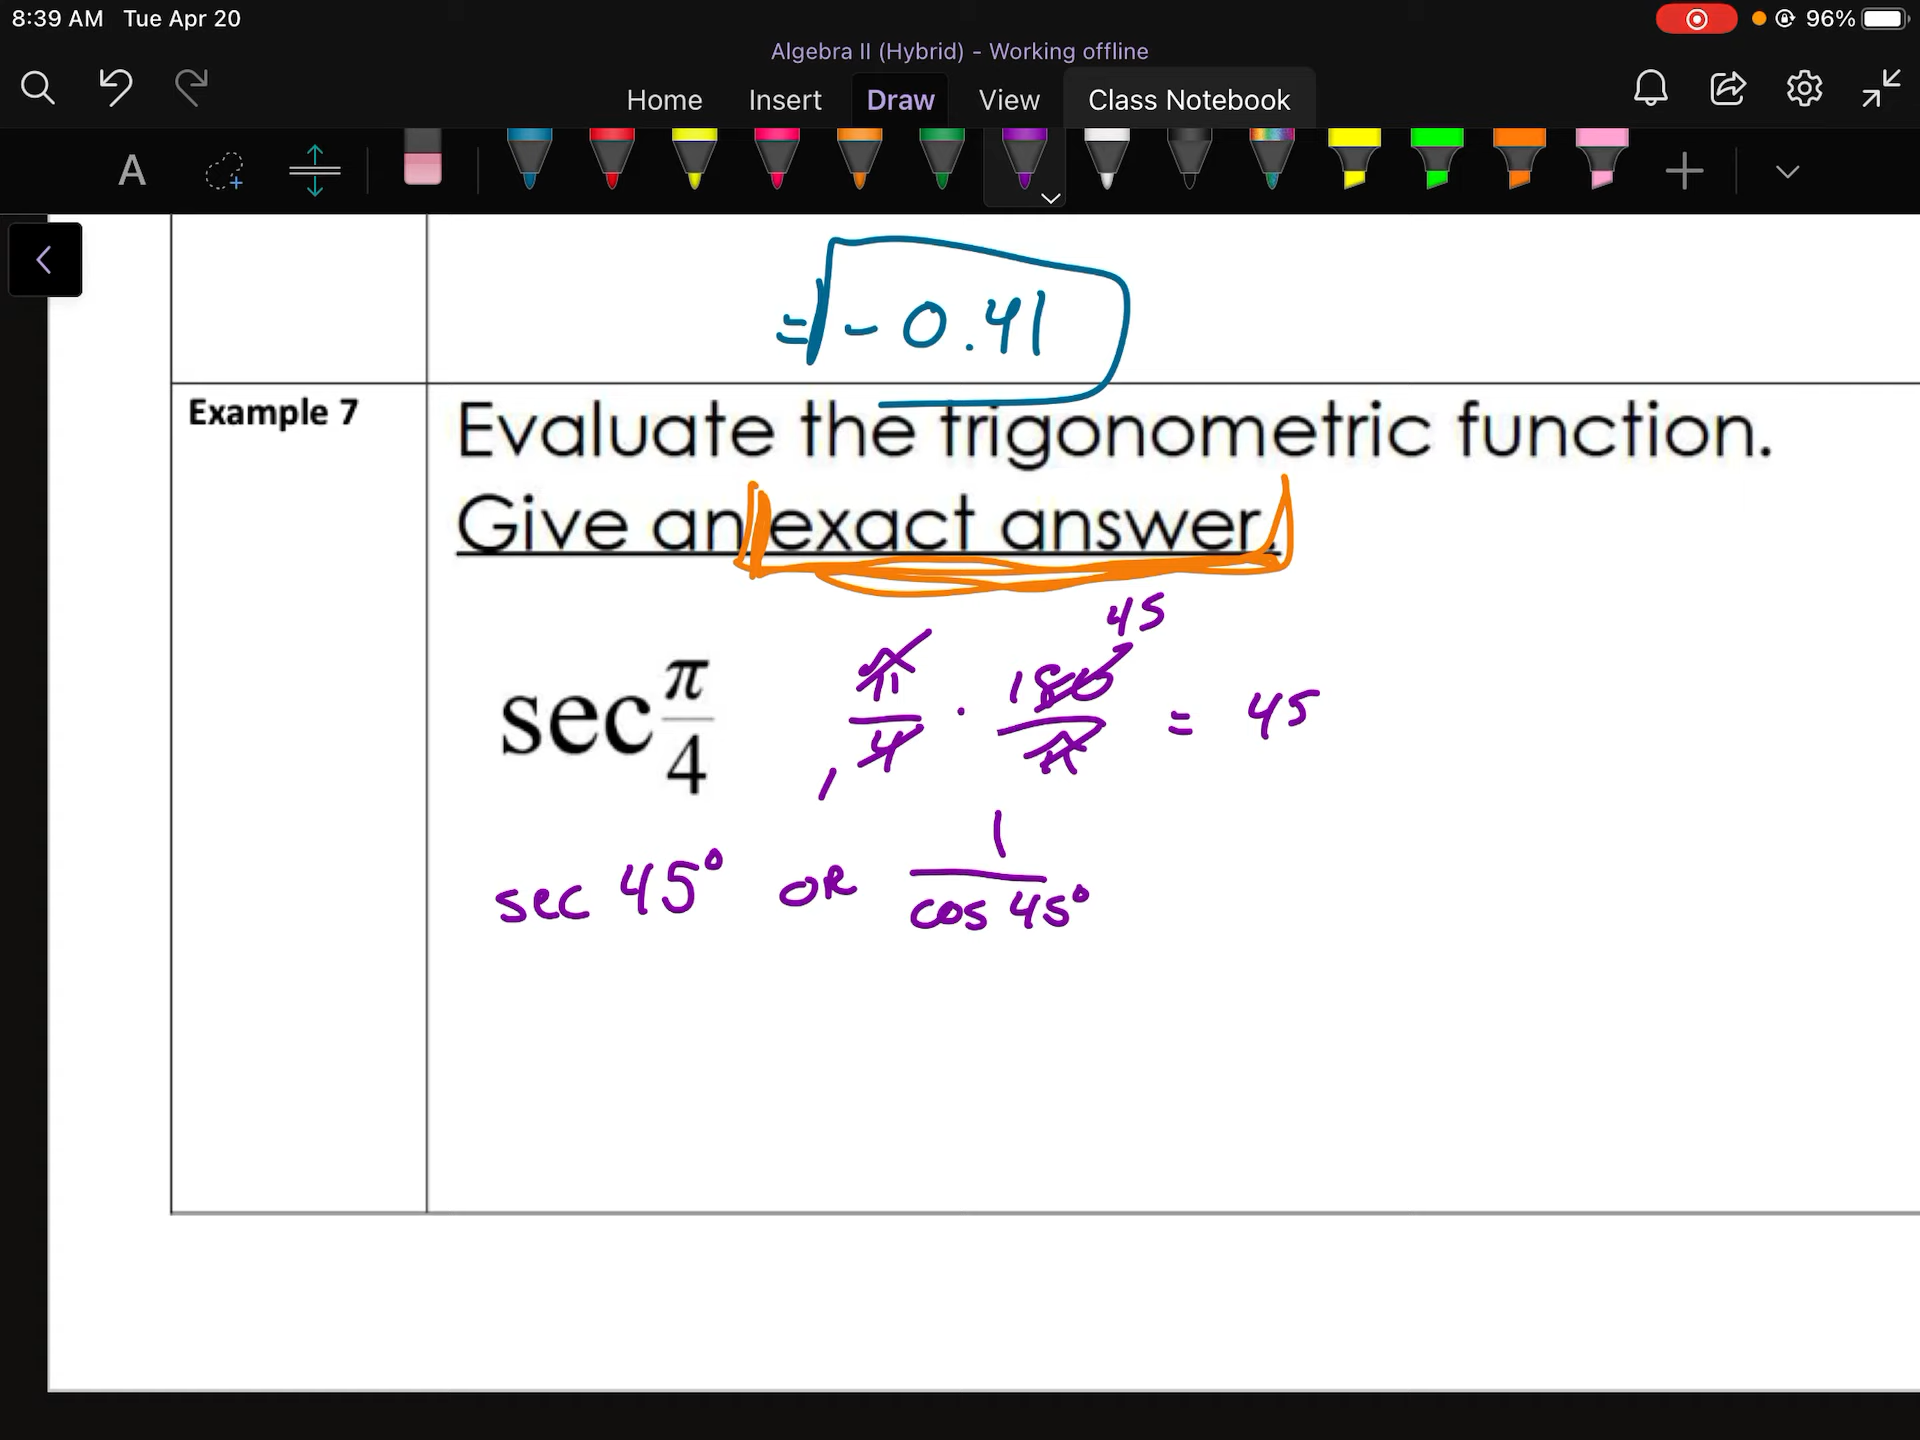 8:39 AM Tue Apr 20
96%
Algebra II (Hybrid) - Working offline
Home Insert Draw View Class Notebook
A
= - 0.41
Example 7
Evaluate the trigonometric function.
Give an exact answer.
45
sec π/4 π/4 · 180/π = 45
1
sec 45° OR 1/cos 45°